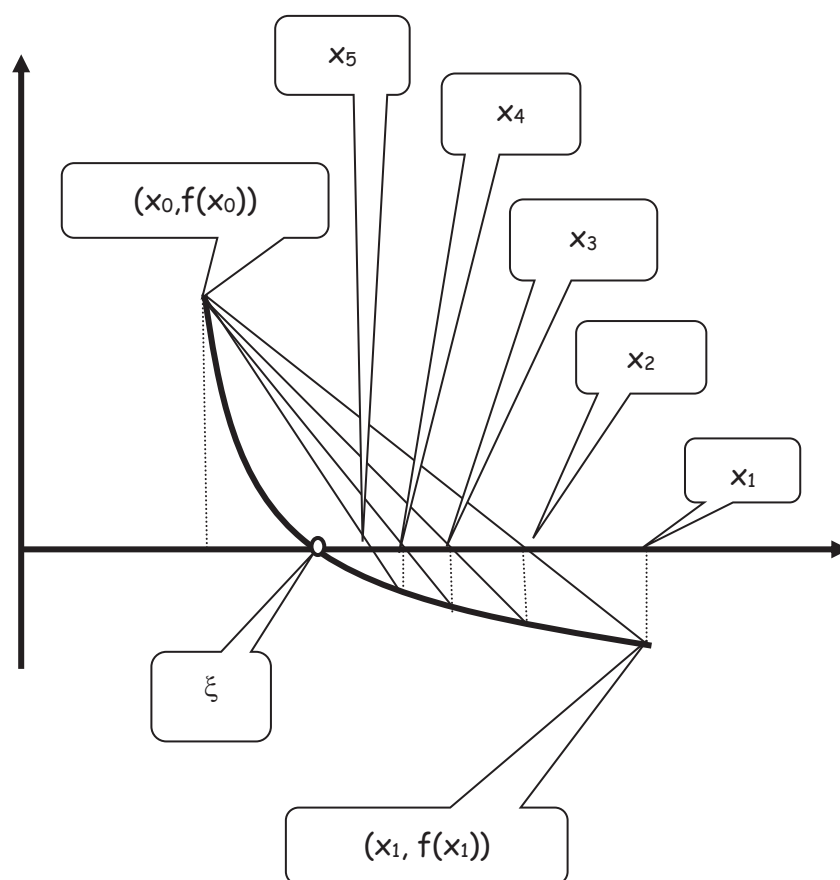 x₅
x₄
(x₀,f(x₀))
x₃
x₂
x₁
ξ
(x₁, f(x₁))